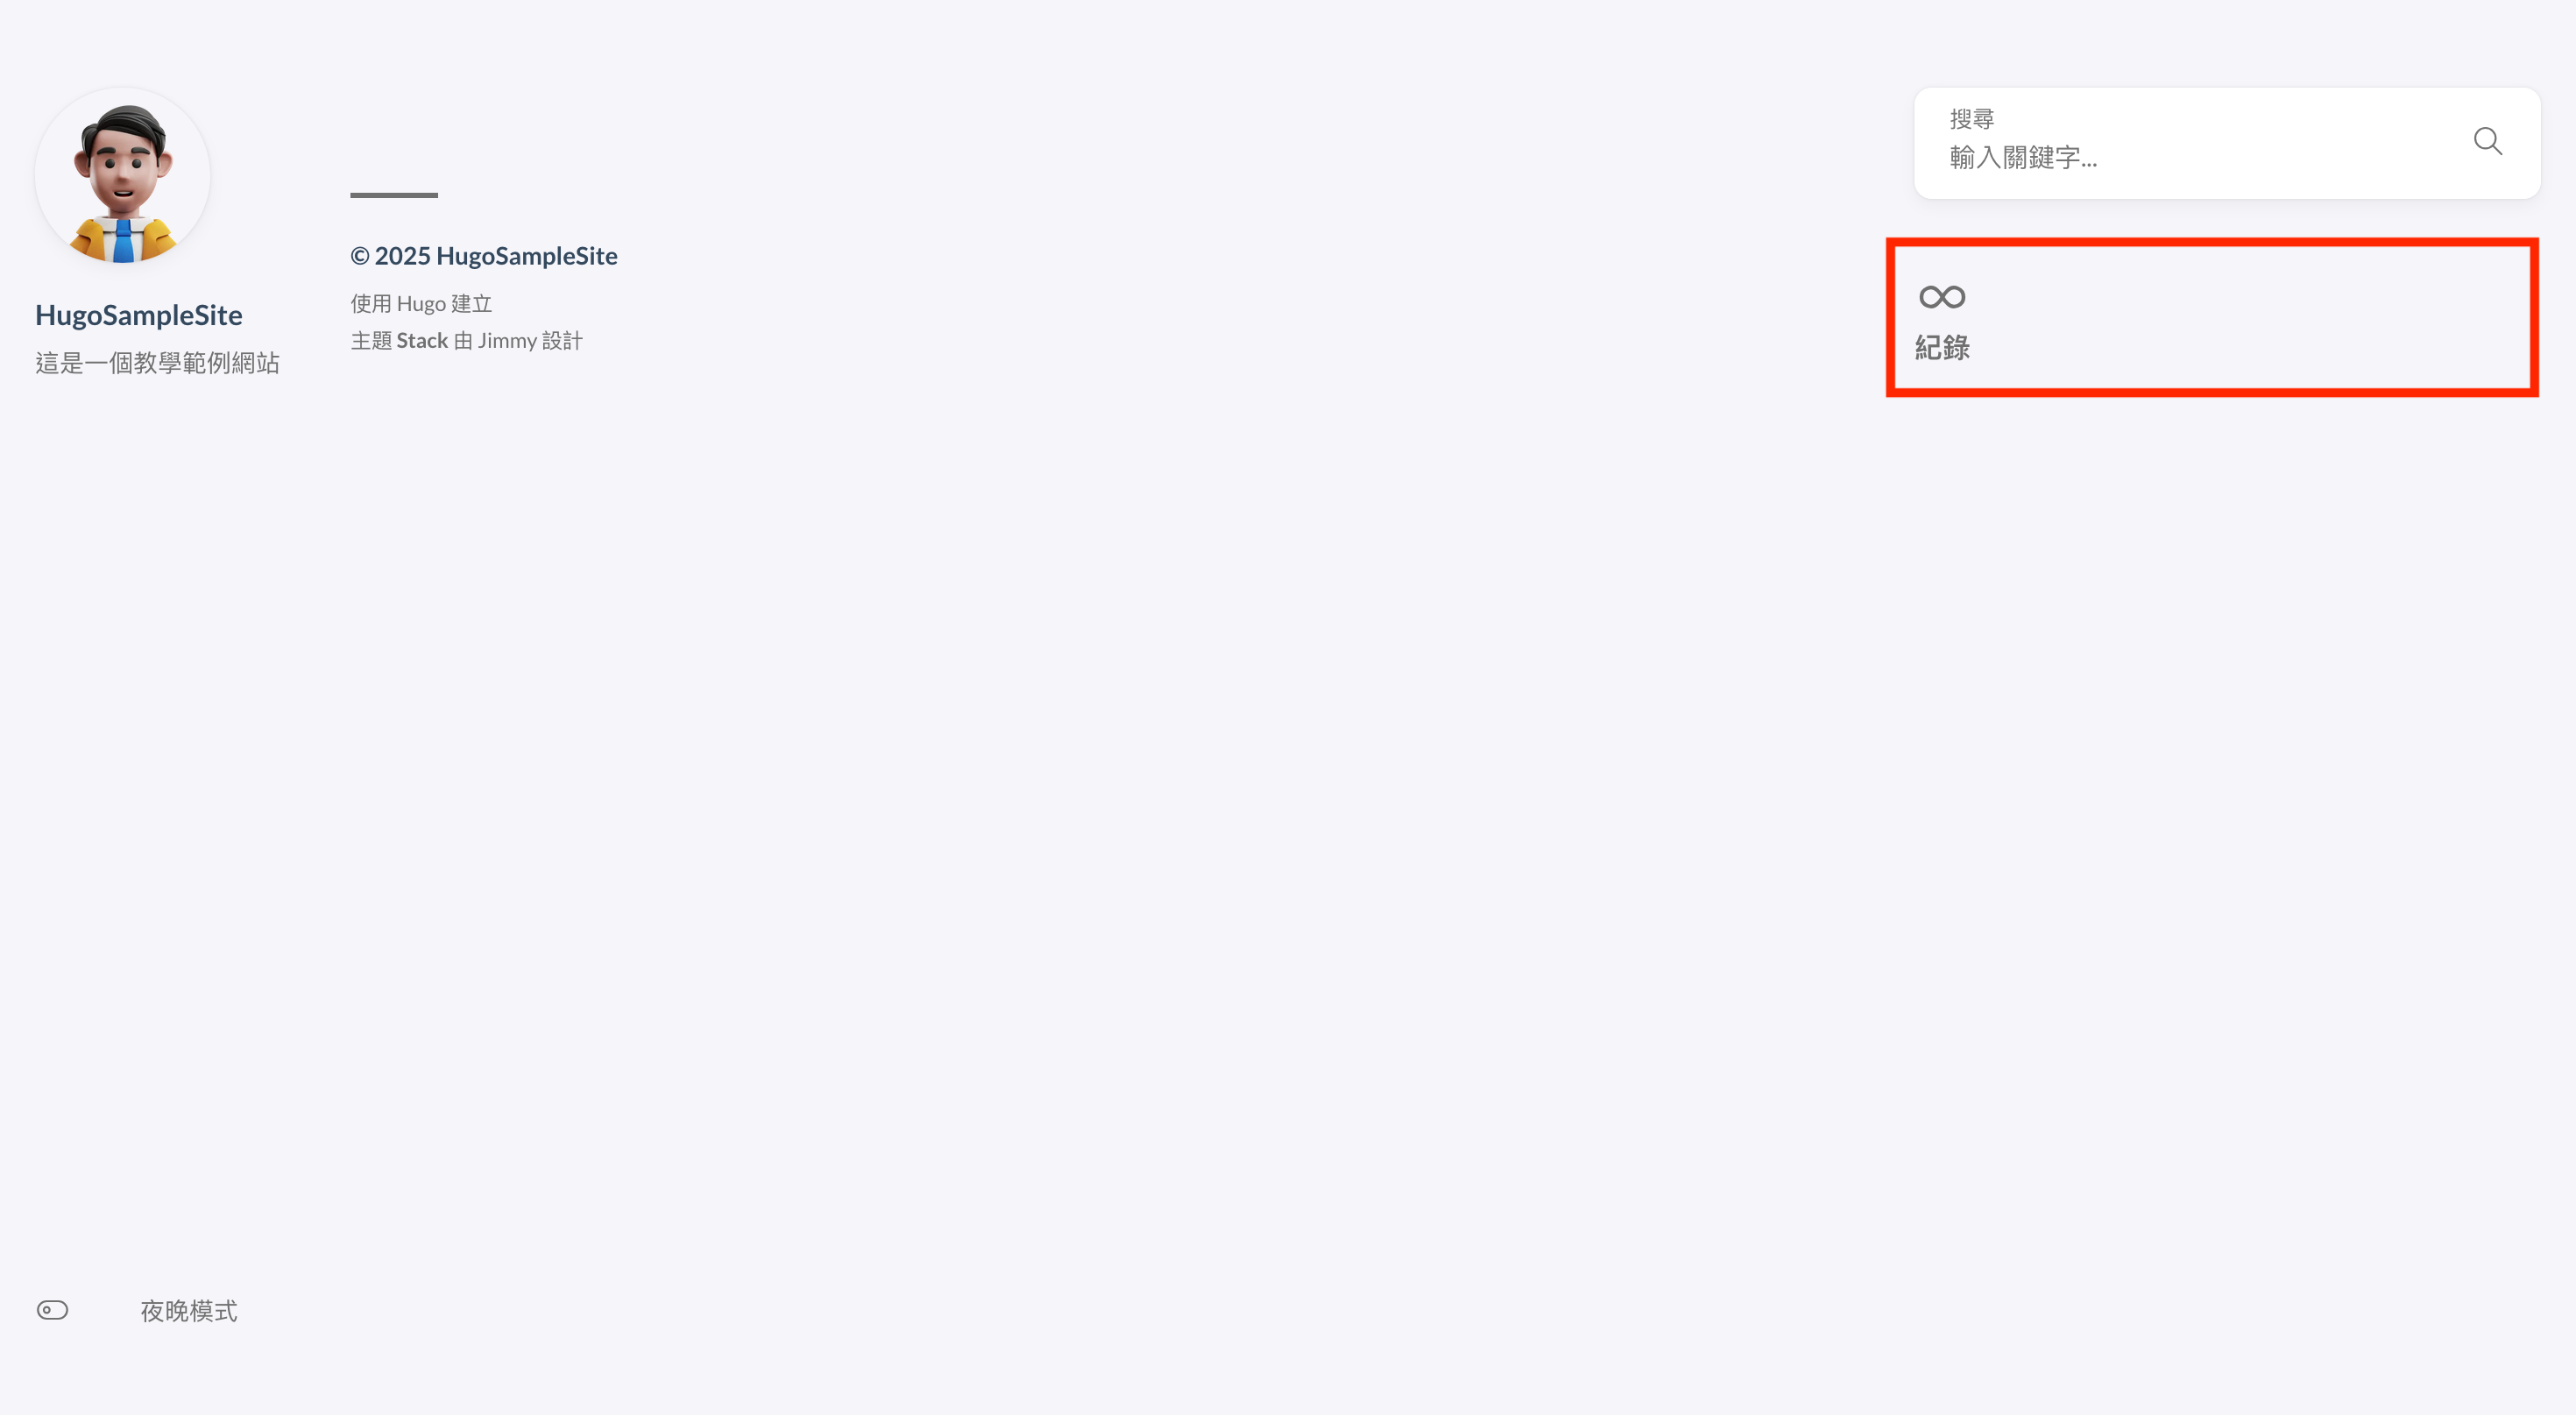 HugoSampleSite
這是一個教學範例網站
夜晚模式
© 2025 HugoSampleSite
使用 Hugo 建立
主題 Stack 由 Jimmy 設計
搜尋
輸入關鍵字...
紀錄